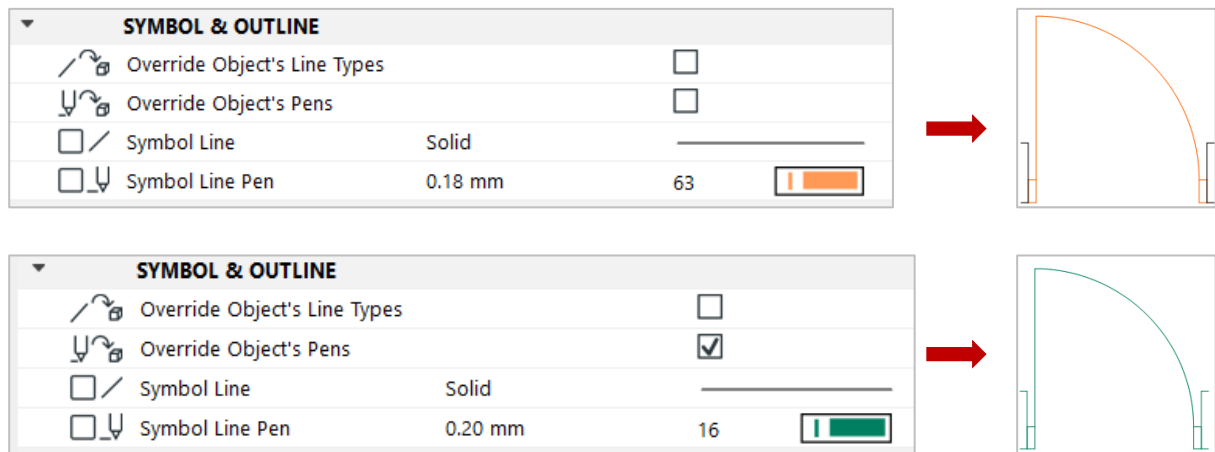 SYMBOL & OUTLINE
Override Object's Line Types
Override Object's Pens
Symbol Line Solid
Symbol Line Pen 0.18 mm 63
SYMBOL & OUTLINE
Override Object's Line Types
Override Object's Pens
Symbol Line Solid
Symbol Line Pen 0.20 mm 16